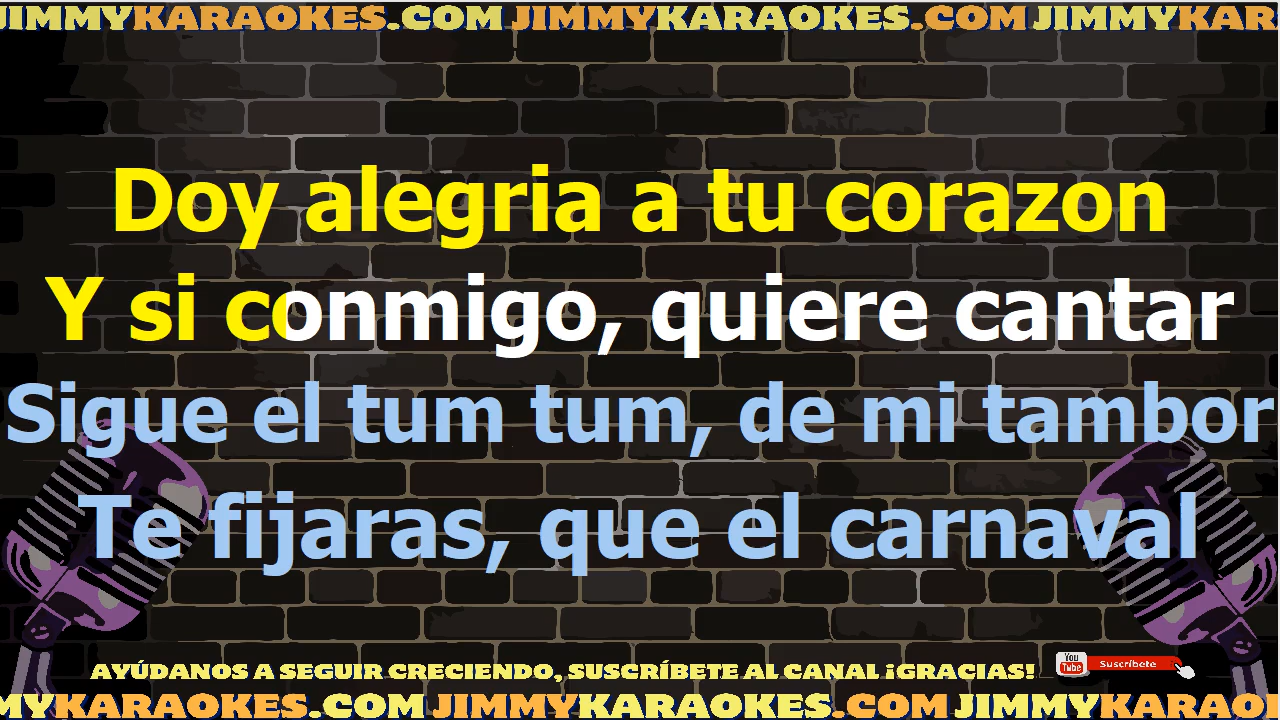 JIMMYKARAOKES.COM JIMMYKARAOKES.COM JIMMYKAR
Doy alegria a tu corazon
Y si conmigo, quiere cantar
Sigue el tum tum, de mi tambor
Te fijaras, que el carnaval
AYÚDANOS A SEGUIR CRECIENDO, SUSCRÍBETE AL CANAL ¡GRACIAS!
You Tube Suscríbete
MYKARAOKES.COM JIMMYKARAOKES.COM JIMMYKARAO